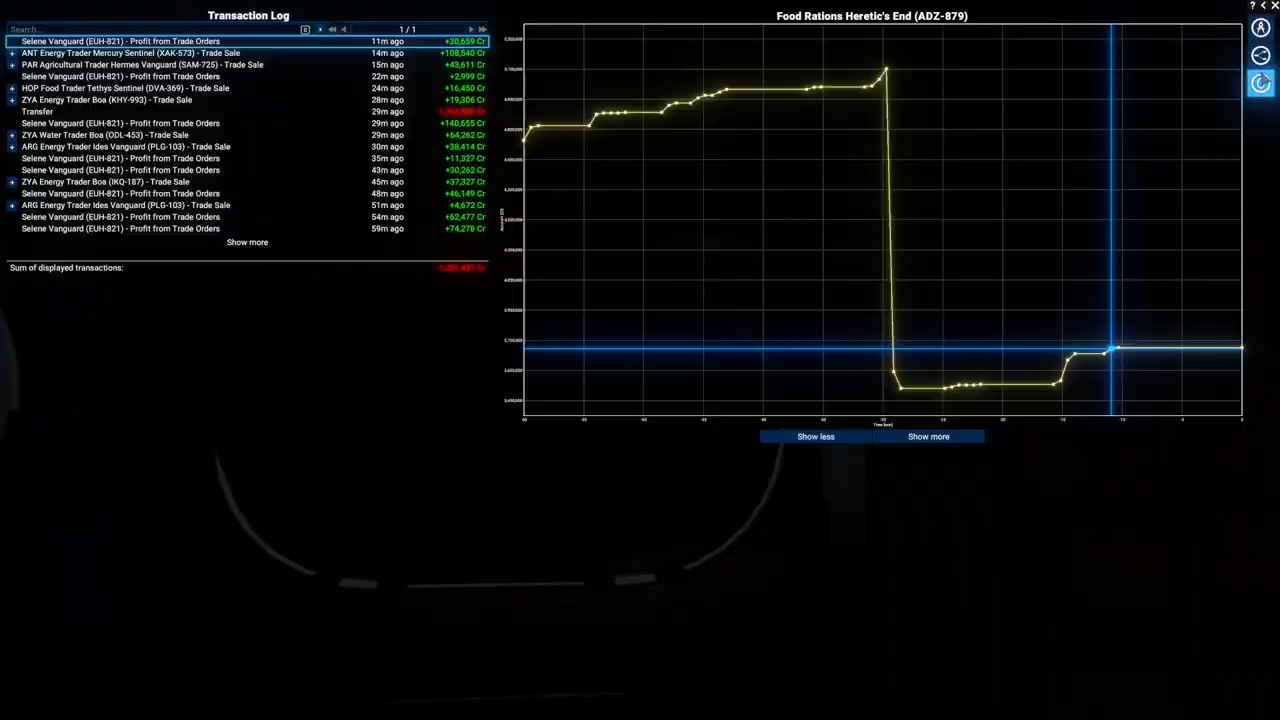 Transaction Log
Search...
1 / 1
Selene Vanguard (EUH-821) - Profit from Trade Orders 11m ago +30,659 Cr
+ ANT Energy Trader Mercury Sentinel (XAK-573) - Trade Sale 14m ago +108,540 Cr
+ PAR Agricultural Trader Hermes Vanguard (SAM-725) - Trade Sale 15m ago +43,611 Cr
Selene Vanguard (EUH-821) - Profit from Trade Orders 22m ago +2,999 Cr
+ HOP Food Trader Tethys Sentinel (DVA-369) - Trade Sale 24m ago +16,450 Cr
+ ZYA Energy Trader Boa (KHY-993) - Trade Sale 28m ago +19,306 Cr
Transfer 29m ago
Selene Vanguard (EUH-821) - Profit from Trade Orders 29m ago +140,655 Cr
+ ZYA Water Trader Boa (ODL-453) - Trade Sale 29m ago +64,262 Cr
+ ARG Energy Trader Ides Vanguard (PLG-103) - Trade Sale 30m ago +38,414 Cr
Selene Vanguard (EUH-821) - Profit from Trade Orders 35m ago +11,327 Cr
Selene Vanguard (EUH-821) - Profit from Trade Orders 43m ago +30,262 Cr
+ ZYA Energy Trader Boa (IKQ-187) - Trade Sale 45m ago +37,327 Cr
Selene Vanguard (EUH-821) - Profit from Trade Orders 48m ago +46,149 Cr
+ ARG Energy Trader Ides Vanguard (PLG-103) - Trade Sale 51m ago +4,672 Cr
Selene Vanguard (EUH-821) - Profit from Trade Orders 54m ago +62,477 Cr
Selene Vanguard (EUH-821) - Profit from Trade Orders 59m ago +74,278 Cr
Show more
Sum of displayed transactions:
Food Rations Heretic's End (ADZ-879)
Time [min]
Show less
Show more